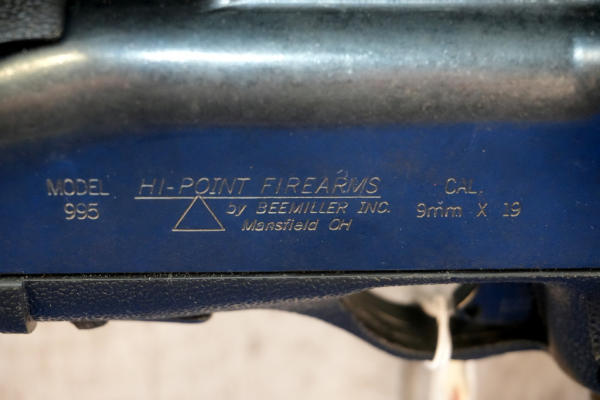 MODEL
995
HI-POINT FIREARMS
by BEEMILLER INC.
Mansfield OH
CAL.
9mm X 19